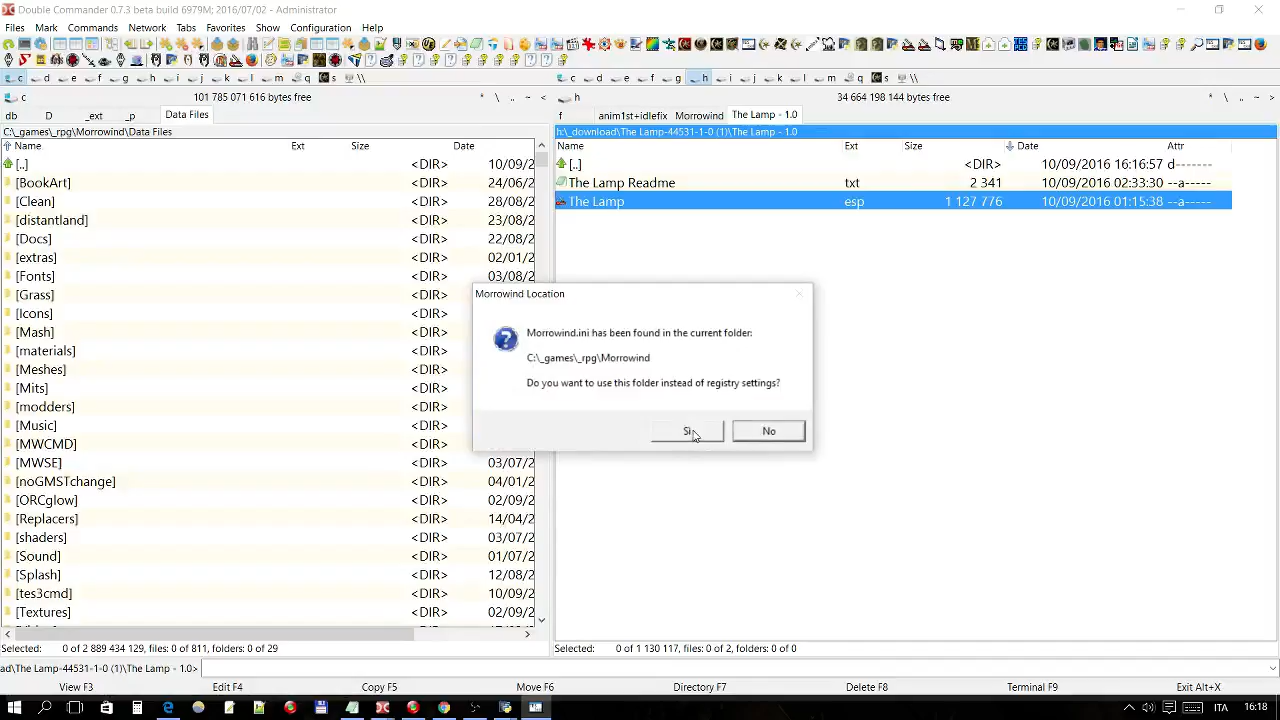 Double Commander 0.7.3 beta build 6979M; 2016/07/02 - Administrator
Files Mark Commands Network Tabs Favorites Show Configuration Help
c d e f g h i j k l m q s \\
c d e f g h i j k l m q s \\
c 101 785 071 616 bytes free * \ .. ~ <
h 34 664 198 144 bytes free * \ .. ~ >
db D _ext _p Data Files
f anim1st+idlefix Morrowind The Lamp - 1.0
C:\_games\_rpg\Morrowind\Data Files
h:\_download\The Lamp-44531-1-0 (1)\The Lamp - 1.0
Name Ext Size Date
Name Ext Size Date Attr
[..] <DIR> 10/09/2
[BookArt] <DIR> 24/06/
[Clean] <DIR> 28/08/
[distantland] <DIR> 23/08/
[Docs] <DIR> 22/08/
[extras] <DIR> 02/01/
[Fonts] <DIR> 03/08/
[Grass] <DIR>
[Icons] <DIR>
[Mash] <DIR>
[materials] <DIR>
[Meshes] <DIR>
[Mits] <DIR>
[modders] <DIR>
[Music] <DIR>
[MWCMD] <DIR>
[MWSE] <DIR> 03/07/2
[noGMSTchange] <DIR> 04/01/2
[ORCglow] <DIR> 02/09/2
[Replacers] <DIR> 14/04/2
[shaders] <DIR> 03/07/2
[Sound] <DIR> 01/07/2
[Splash] <DIR> 12/08/2
[tes3cmd] <DIR> 10/09/2
[Textures] <DIR> 02/09/2
[..] <DIR> 10/09/2016 16:16:57 d-------
The Lamp Readme txt 2 341 10/09/2016 02:33:30 --a-----
The Lamp esp 1 127 776 10/09/2016 01:15:38 --a-----
Morrowind Location
Morrowind.ini has been found in the current folder:
C:\_games\_rpg\Morrowind
Do you want to use this folder instead of registry settings?
No
Selected: 0 of 2 889 434 129, files: 0 of 811, folders: 0 of 29
Selected: 0 of 1 130 117, files: 0 of 2, folders: 0 of 0
ad\The Lamp-44531-1-0 (1)\The Lamp - 1.0>
View F3 Edit F4 Copy F5 Move F6 Directory F7 Delete F8 Terminal F9 Exit Alt+X
ITA 16:18